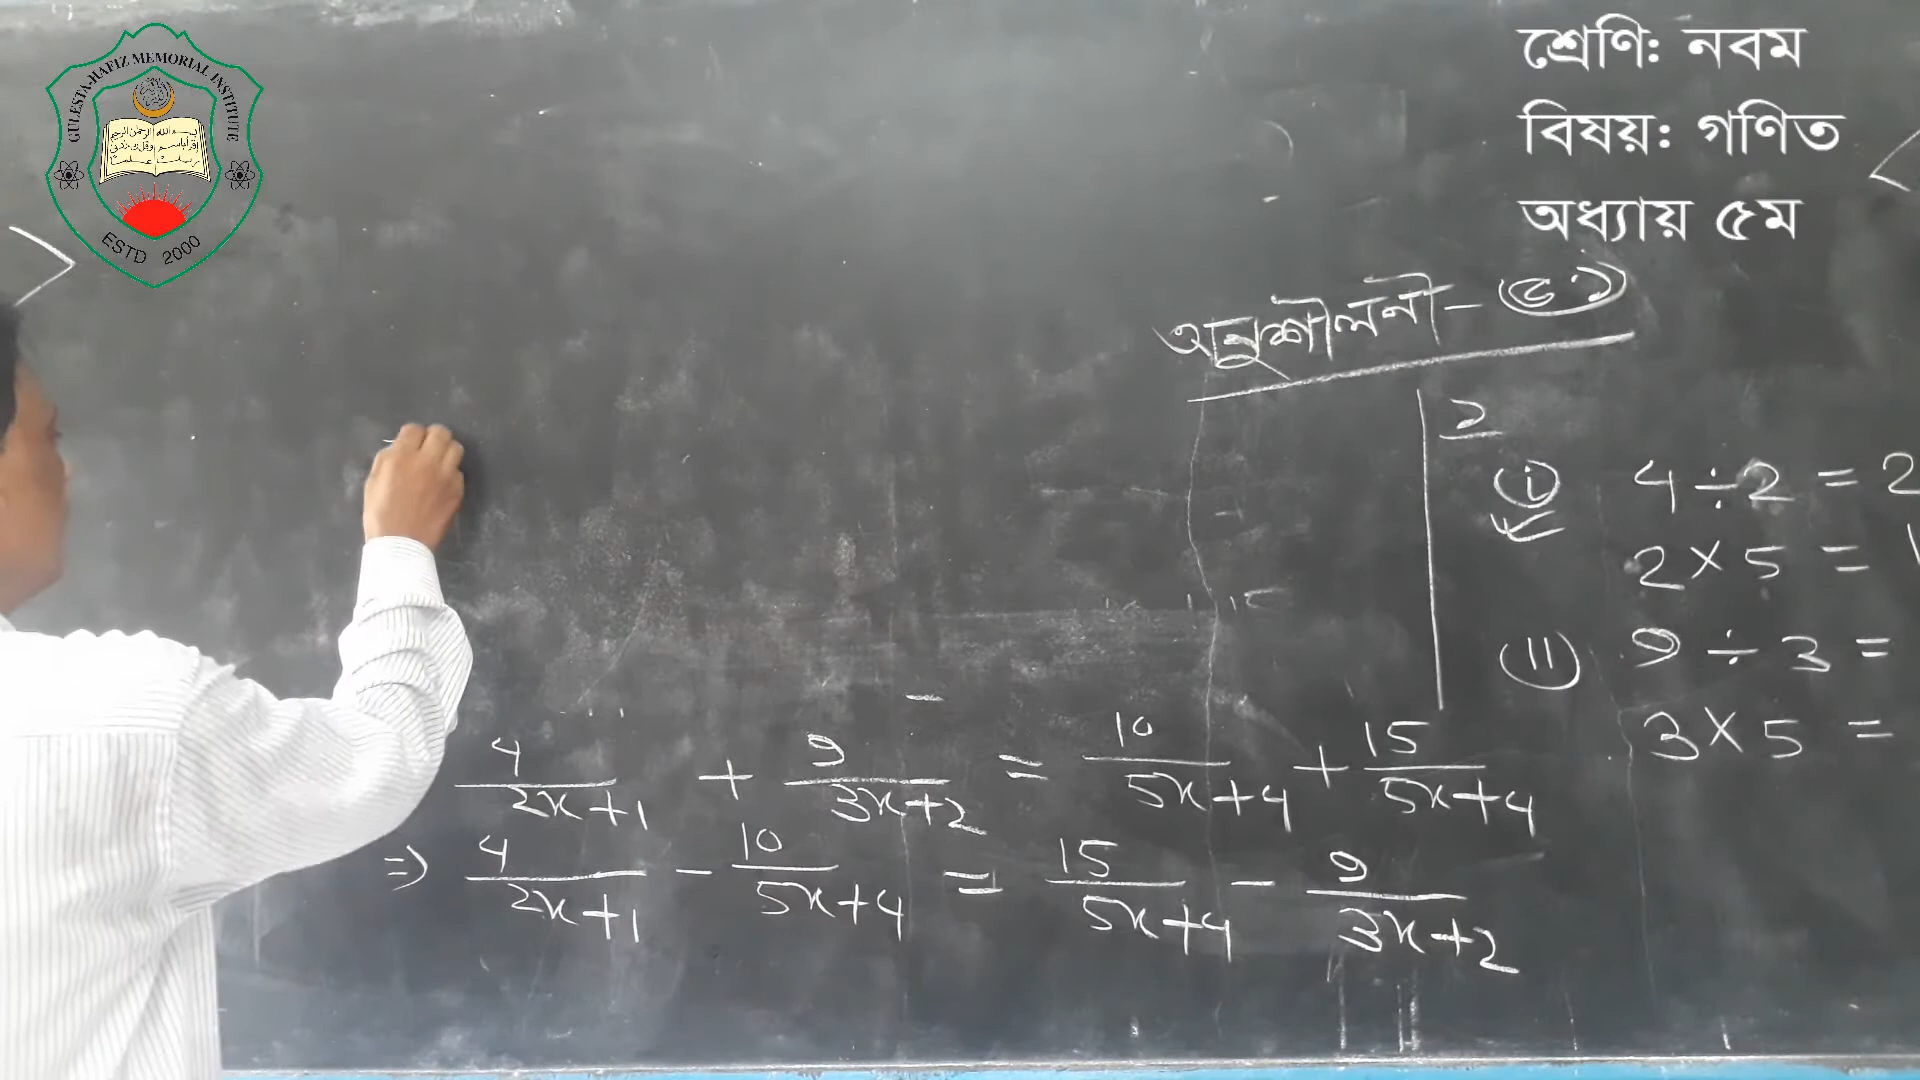 GULESTA-HAFIZ MEMORIAL INSTITUTE
ESTD 2000
শ্রেণি: নবম
বিষয়: গণিত
অধ্যায় ৫ম
অনুশীলনী - ৫.১
১
(i) 4 ÷ 2 = 2
2 × 5 = 1
(ii) 9 ÷ 3 =
3 × 5 =
4/(2x+1) + 9/(3x+2) = 10/(5x+4) + 15/(5x+4)
⇒ 4/(2x+1) - 10/(5x+4) = 15/(5x+4) - 9/(3x+2)